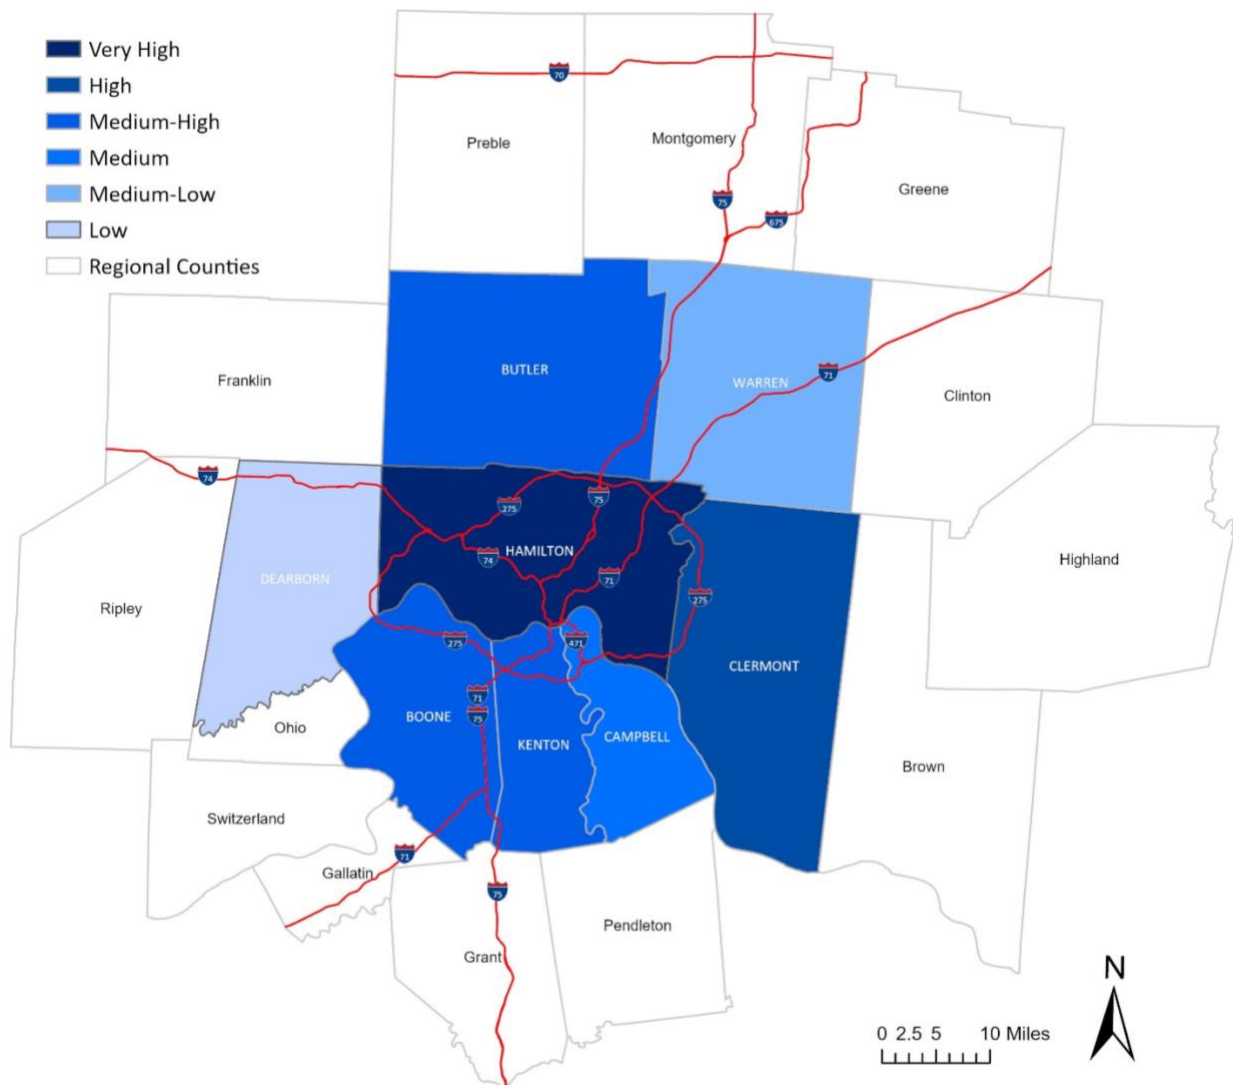 Very High
High
Medium-High
Medium
Medium-Low
Low
Regional Counties
70
Preble
Montgomery
Greene
75
675
Franklin
BUTLER
WARREN
71
Clinton
74
275
75
HAMILTON
74
71
275
Highland
DEARBORN
Ripley
275
471
CLERMONT
71
75
BOONE
KENTON
CAMPBELL
Ohio
Brown
Switzerland
71
Gallatin
75
Pendleton
Grant
N
0 2.5 5 10 Miles